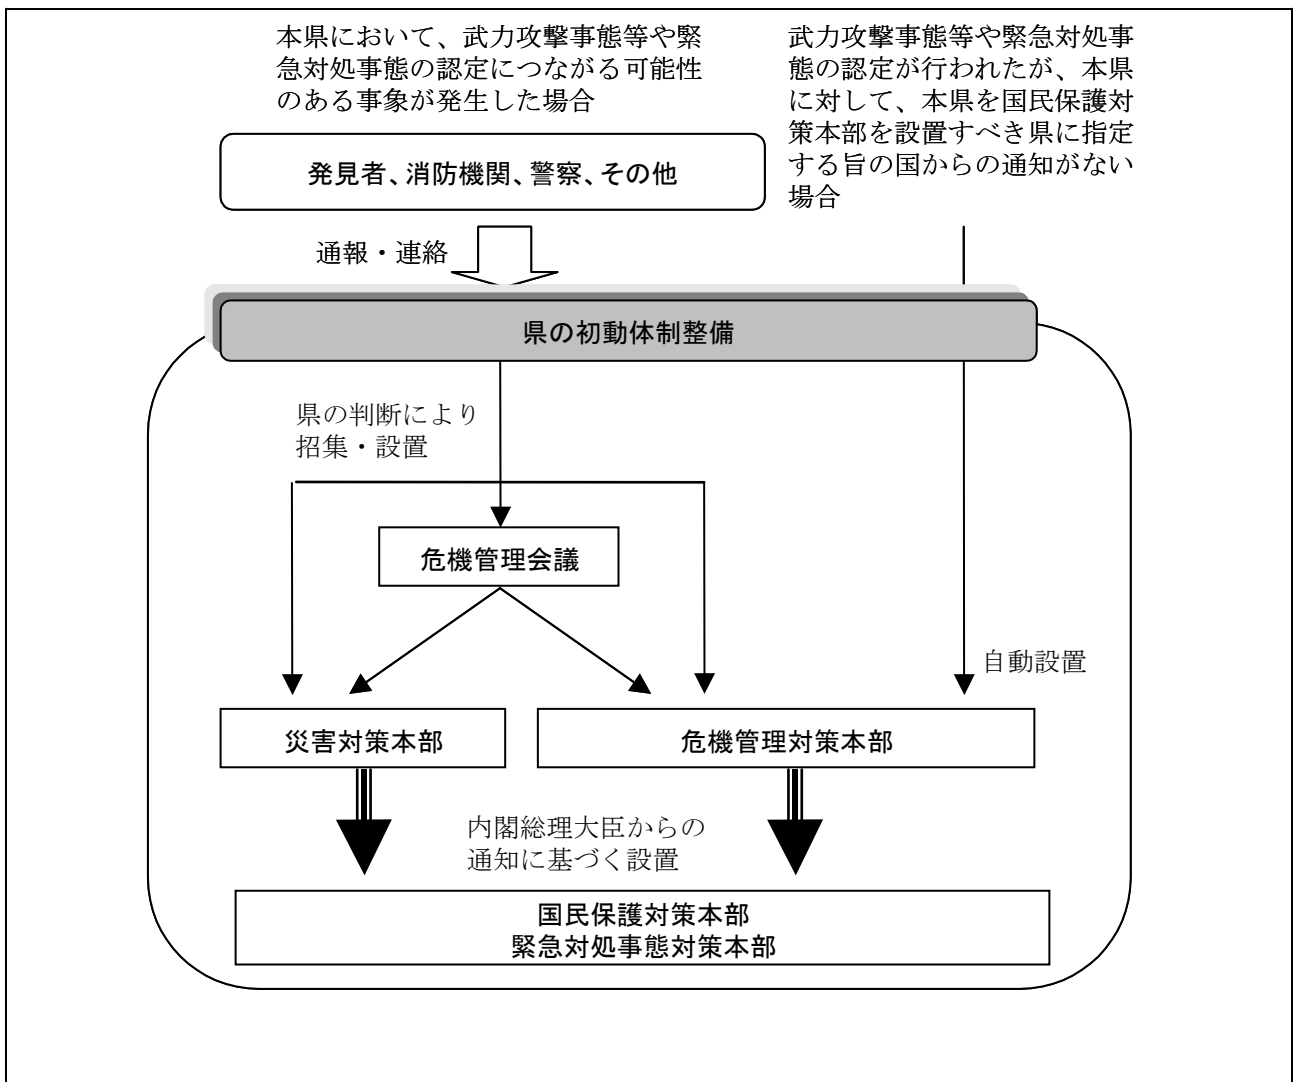 本県において、武力攻撃事態等や緊
急対処事態の認定につながる可能性
のある事象が発生した場合
武力攻撃事態等や緊急対処事
態の認定が行われたが、本県
に対して、本県を国民保護対
策本部を設置すべき県に指定
する旨の国からの通知がない
場合
発見者、消防機関、警察、その他
通報・連絡
県の初動体制整備
県の判断により
招集・設置
危機管理会議
自動設置
災害対策本部
危機管理対策本部
内閣総理大臣からの
通知に基づく設置
国民保護対策本部
緊急対処事態対策本部